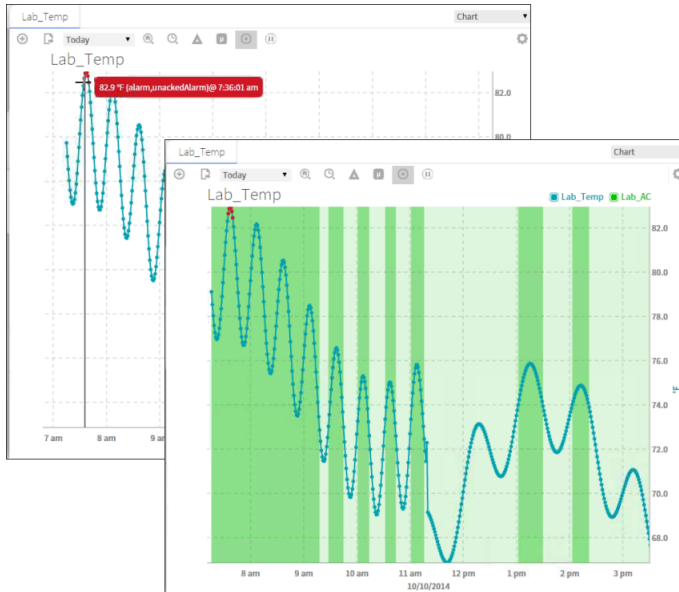 Lab_Temp
Chart
Today
μ
Lab_Temp
82.9 °F {alarm,unackedAlarm}@ 7:36:01 am
82.0
80.0
7 am 8 am 9 ar
Lab_Temp
Chart
Today
μ
Lab_Temp
Lab_Temp Lab_AC
82.0
80.0
78.0
76.0
°F
74.0
72.0
70.0
68.0
8 am 9 am 10 am 11 am 12 pm 1 pm 2 pm 3 pm
10/10/2014